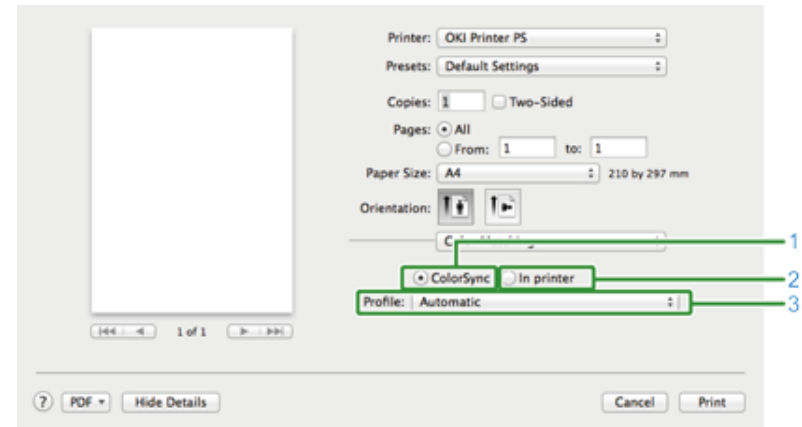 Printer: OKI Printer PS
Presets: Default Settings
Copies: 1 Two-Sided
Pages: All
From: 1 to: 1
Paper Size: A4 210 by 297 mm
Orientation:
1
ColorSync In printer 2
Profile: Automatic 3
1 of 1
? PDF Hide Details Cancel Print